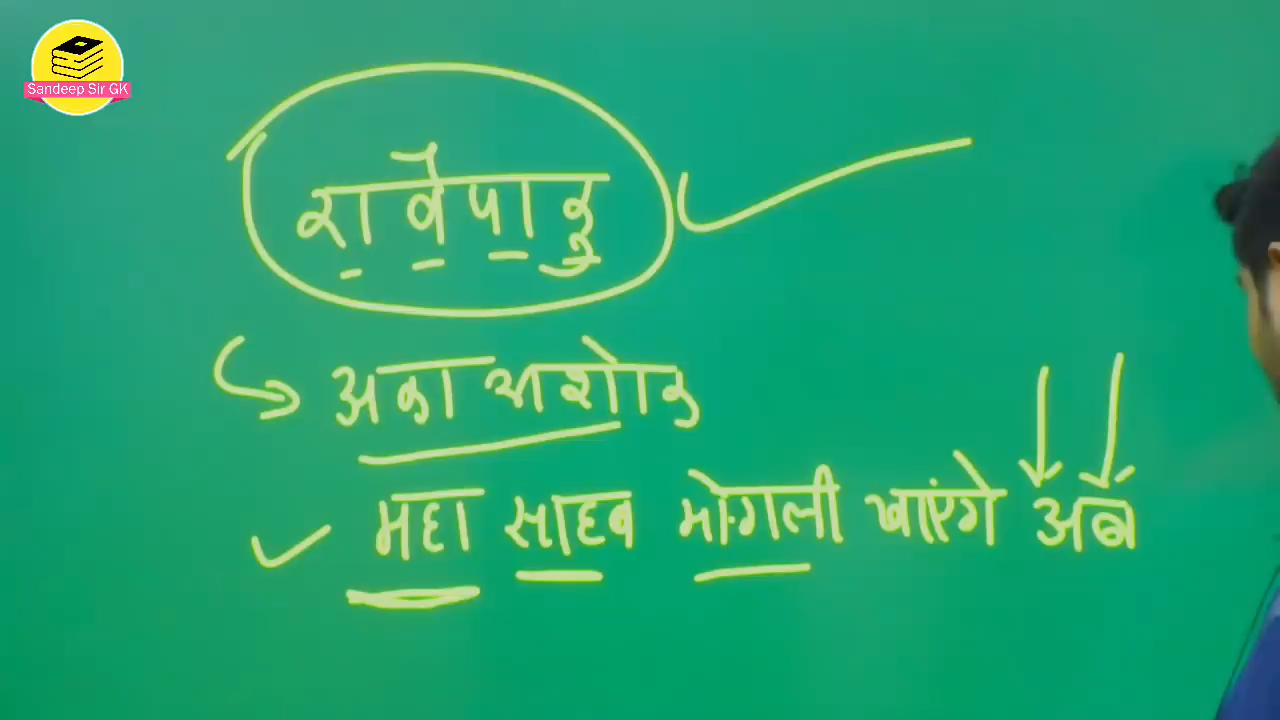 Sandeep Sir GK
रावेपाकु
अका अशोक
महा साहब मोगली खाएंगे अब